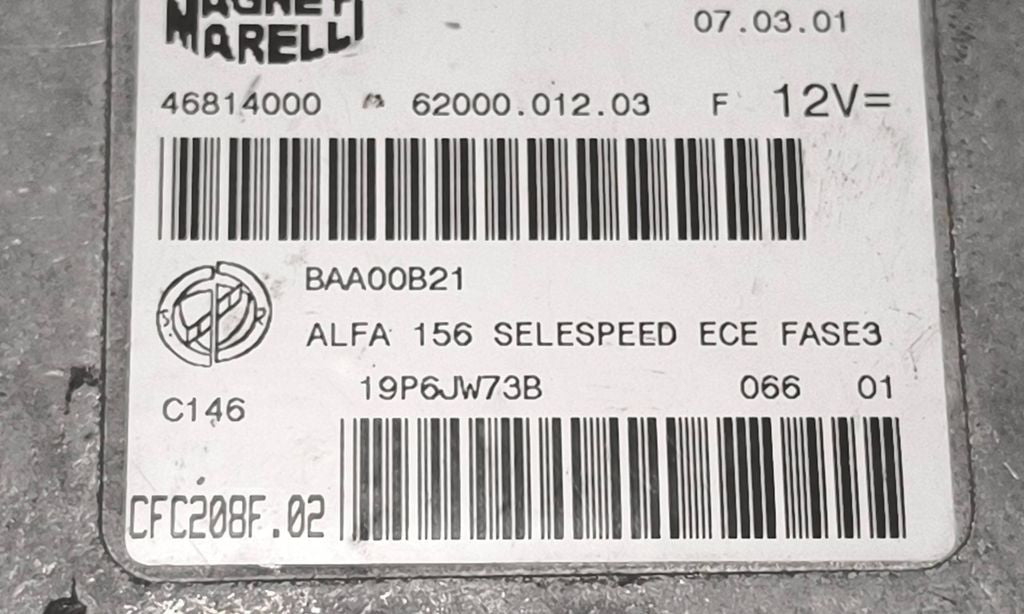 MAGNETI
MARELLI
07.03.01
46814000 62000.012.03 F 12V=
BAA00B21
S R
ALFA 156 SELESPEED ECE FASE3
19P6JW73B 066 01
C146
CFC208F.02